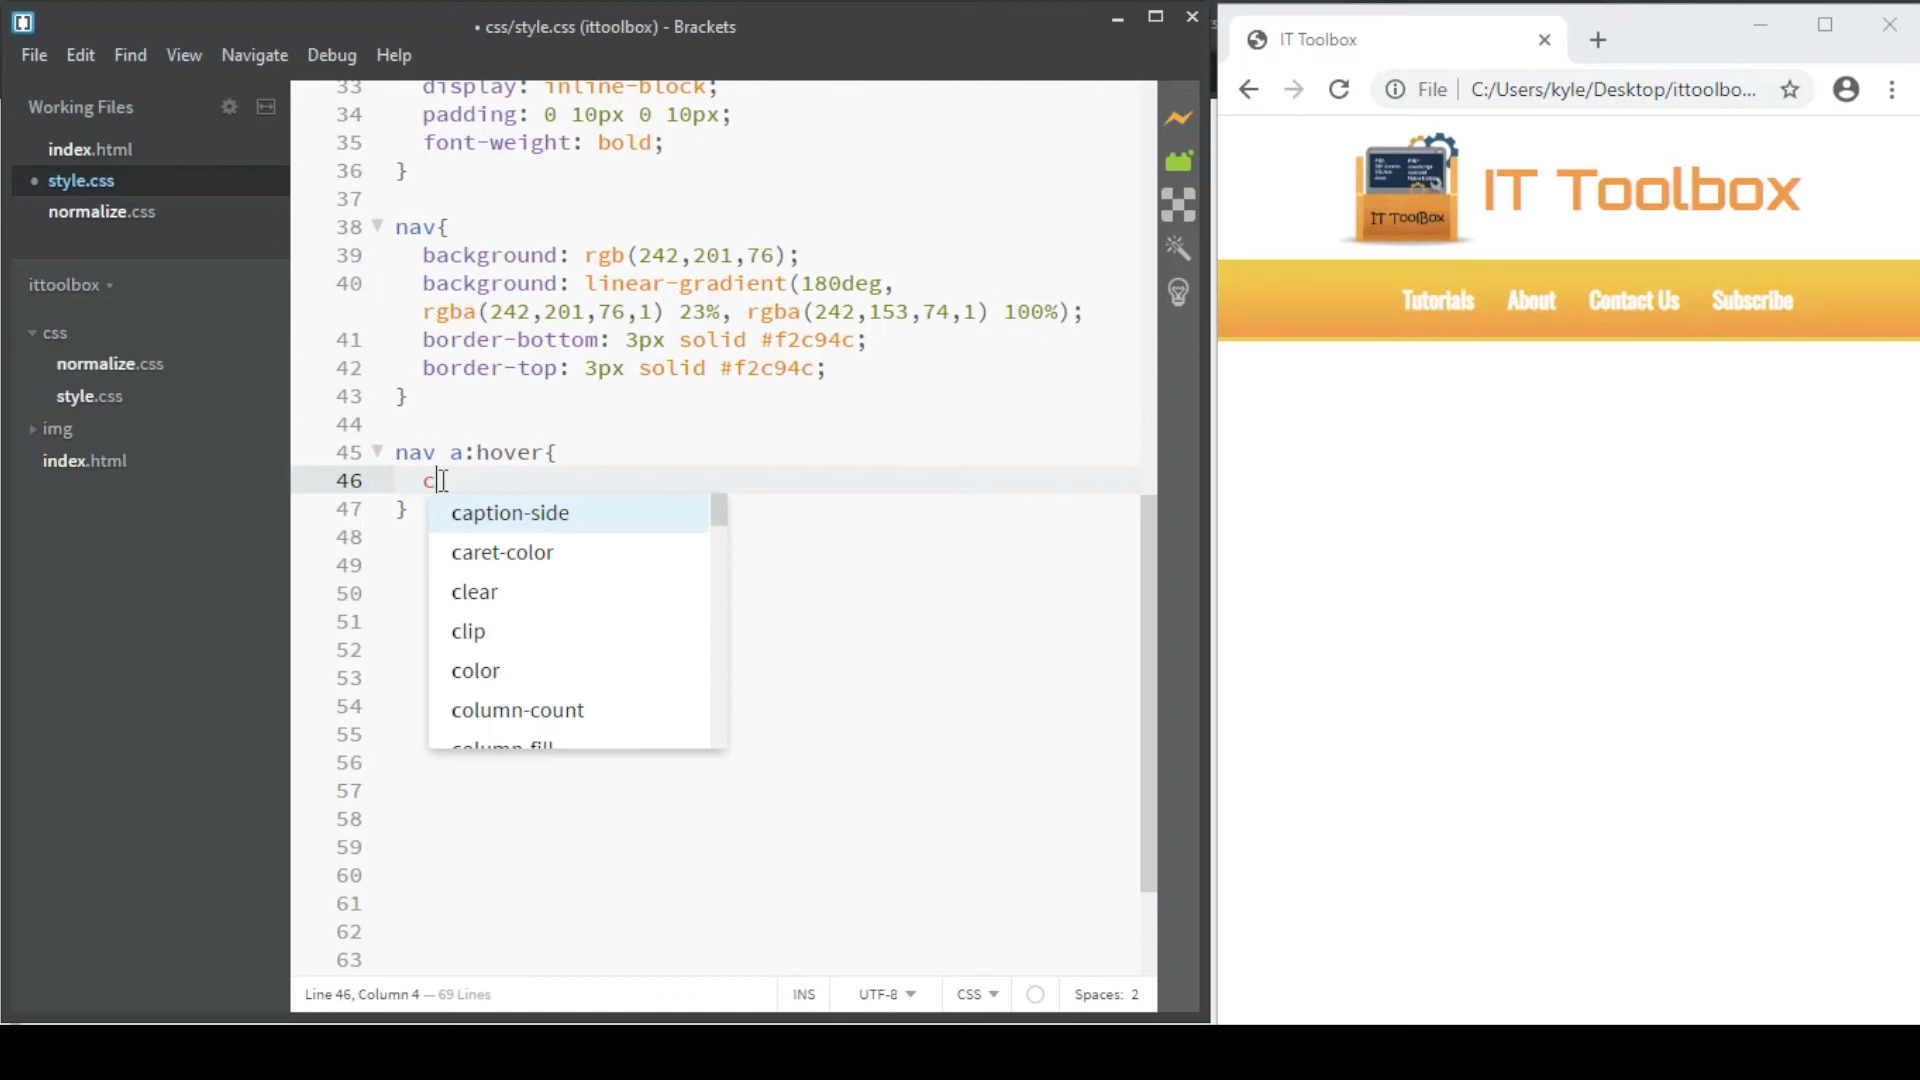 • css/style.css (ittoolbox) - Brackets
File Edit Find View Navigate Debug Help
Working Files
index.html
• style.css
normalize.css
ittoolbox
css
normalize.css
style.css
img
index.html
33 display: inline-block;
34 padding: 0 10px 0 10px;
35 font-weight: bold;
36 }
37
38 nav{
39 background: rgb(242,201,76);
40 background: linear-gradient(180deg,
rgba(242,201,76,1) 23%, rgba(242,153,74,1) 100%);
41 border-bottom: 3px solid #f2c94c;
42 border-top: 3px solid #f2c94c;
43 }
44
45 nav a:hover{
46 c
47 }
caption-side
caret-color
clear
clip
color
column-count
column-fill
48
49
50
51
52
53
54
55
56
57
58
59
60
61
62
63
Line 46, Column 4 — 69 Lines
INS UTF-8 CSS Spaces: 2
IT Toolbox
File C:/Users/kyle/Desktop/ittoolbo...
IT ToolBox
IT Toolbox
Tutorials About Contact Us Subscribe